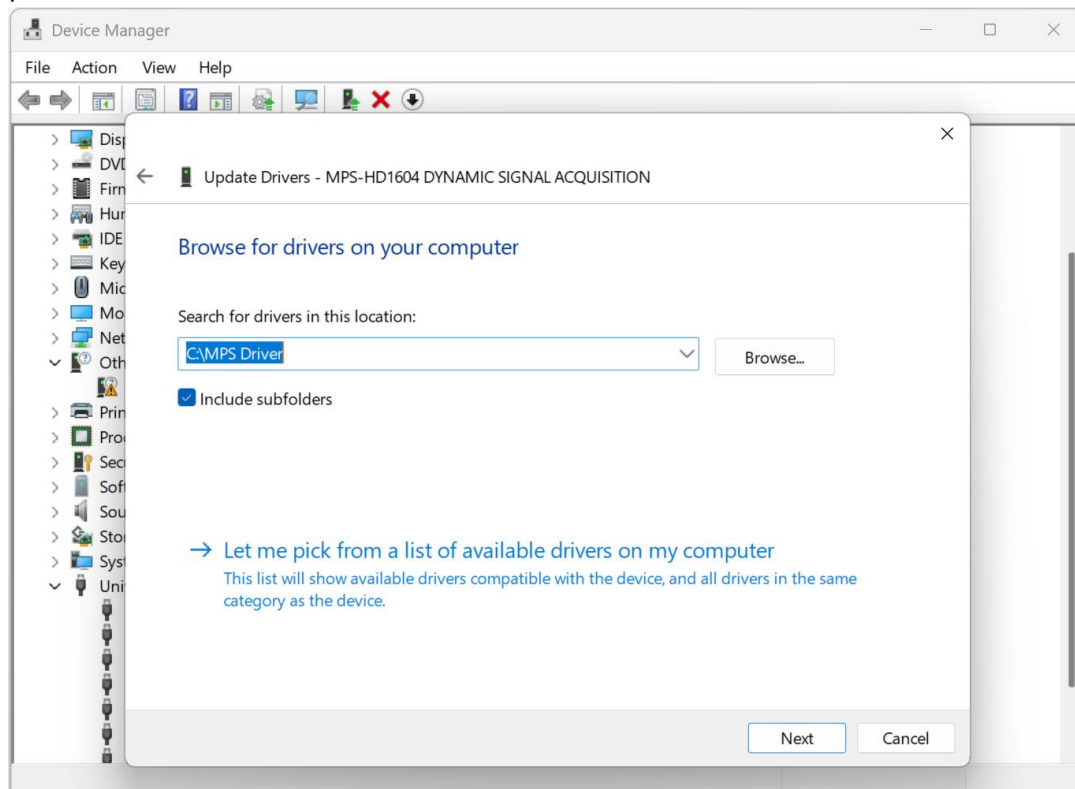 Device Manager
File Action View Help
Update Drivers - MPS-HD1604 DYNAMIC SIGNAL ACQUISITION
Browse for drivers on your computer
Search for drivers in this location:
C:\MPS Driver
Browse...
Include subfolders
Let me pick from a list of available drivers on my computer
This list will show available drivers compatible with the device, and all drivers in the same
category as the device.
Next Cancel
DVD
Firm
Hur
IDE
Key
Mic
Mo
Net
Oth
Prin
Pro
Sec
Sof
Sou
Sto
Syst
Uni